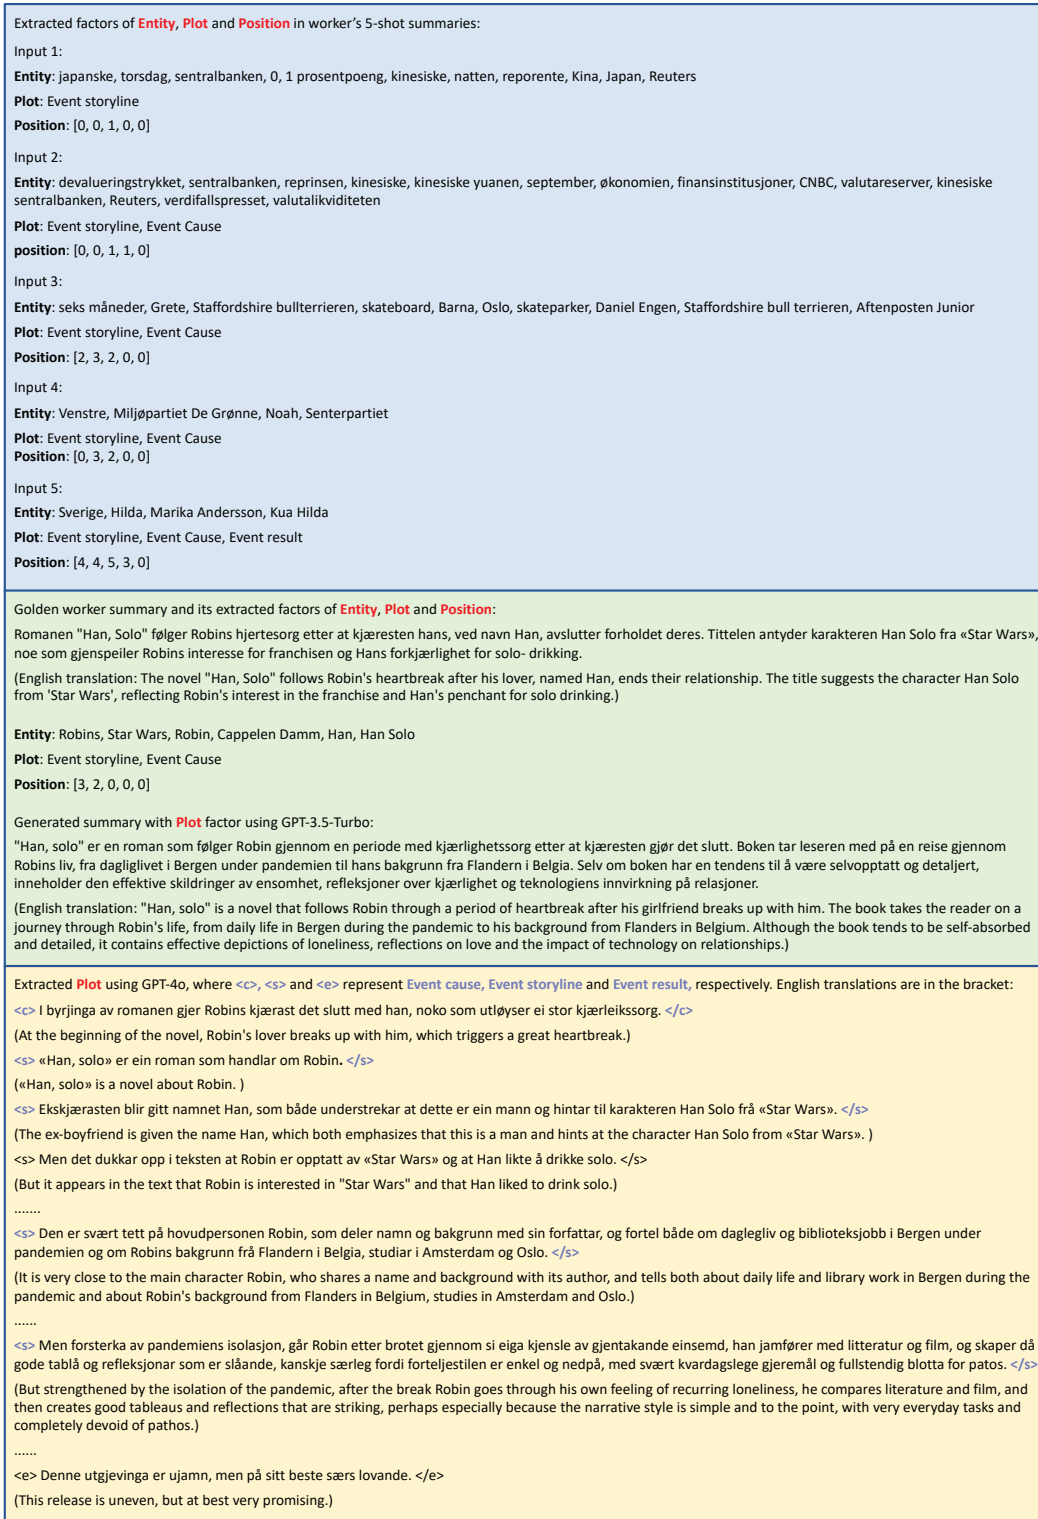 Extracted factors of Entity, Plot and Position in worker's 5-shot summaries:
Input 1:
Entity: japanske, torsdag, sentralbanken, 0, 1 prosentpoeng, kinesiske, natten, reporente, Kina, Japan, Reuters
Plot: Event storyline
Position: [0, 0, 1, 0, 0]
Input 2:
Entity: devalueringstrykket, sentralbanken, reprinsen, kinesiske, kinesiske yuanen, september, økonomien, finansinstitusjoner, CNBC, valutareserver, kinesiske
sentralbanken, Reuters, verdifallspresset, valutalikviditeten
Plot: Event storyline, Event Cause
position: [0, 0, 1, 1, 0]
Input 3:
Entity: seks måneder, Grete, Staffordshire bullterrieren, skateboard, Barna, Oslo, skateparker, Daniel Engen, Staffordshire bull terrieren, Aftenposten Junior
Plot: Event storyline, Event Cause
Position: [2, 3, 2, 0, 0]
Input 4:
Entity: Venstre, Miljøpartiet De Grønne, Noah, Senterpartiet
Plot: Event storyline, Event Cause
Position: [0, 3, 2, 0, 0]
Input 5:
Entity: Sverige, Hilda, Marika Andersson, Kua Hilda
Plot: Event storyline, Event Cause, Event result
Position: [4, 4, 5, 3, 0]
Golden worker summary and its extracted factors of Entity, Plot and Position:
Romanen "Han, Solo" følger Robins hjertesorg etter at kjæresten hans, ved navn Han, avslutter forholdet deres. Tittelen antyder karakteren Han Solo fra «Star Wars»,
noe som gjenspeiler Robins interesse for franchisen og Hans forkjærlighet for solo- drikking.
(English translation: The novel "Han, Solo" follows Robin's heartbreak after his lover, named Han, ends their relationship. The title suggests the character Han Solo
from 'Star Wars', reflecting Robin's interest in the franchise and Han's penchant for solo drinking.)
Entity: Robins, Star Wars, Robin, Cappelen Damm, Han, Han Solo
Plot: Event storyline, Event Cause
Position: [3, 2, 0, 0, 0]
Generated summary with Plot factor using GPT-3.5-Turbo:
"Han, solo" er en roman som følger Robin gjennom en periode med kjærlighetssorg etter at kjæresten gjør det slutt. Boken tar leseren med på en reise gjennom
Robins liv, fra dagliglivet i Bergen under pandemien til hans bakgrunn fra Flandern i Belgia. Selv om boken har en tendens til å være selvopptatt og detaljert,
inneholder den effektive skildringer av ensomhet, refleksjoner over kjærlighet og teknologiens innvirkning på relasjoner.
(English translation: "Han, solo" is a novel that follows Robin through a period of heartbreak after his girlfriend breaks up with him. The book takes the reader on a
journey through Robin's life, from daily life in Bergen during the pandemic to his background from Flanders in Belgium. Although the book tends to be self-absorbed
and detailed, it contains effective depictions of loneliness, reflections on love and the impact of technology on relationships.)
Extracted Plot using GPT-4o, where <c>, <s> and <e> represent Event cause, Event storyline and Event result, respectively. English translations are in the bracket:
<c> I byrjinga av romanen gjer Robins kjærast det slutt med han, noko som utløyser ei stor kjærleikssorg. </c>
(At the beginning of the novel, Robin's lover breaks up with him, which triggers a great heartbreak.)
<s> «Han, solo» er ein roman som handlar om Robin. </s>
(«Han, solo» is a novel about Robin. )
<s> Ekskjærasten blir gitt namnet Han, som både understrekar at dette er ein mann og hintar til karakteren Han Solo frå «Star Wars». </s>
(The ex-boyfriend is given the name Han, which both emphasizes that this is a man and hints at the character Han Solo from «Star Wars». )
<s> Men det dukkar opp i teksten at Robin er opptatt av «Star Wars» og at Han likte å drikke solo. </s>
(But it appears in the text that Robin is interested in "Star Wars" and that Han liked to drink solo.)
.......
<s> Den er svært tett på hovudpersonen Robin, som deler namn og bakgrunn med sin forfattar, og fortel både om daglegliv og biblioteksjobb i Bergen under
pandemien og om Robins bakgrunn frå Flandern i Belgia, studiar i Amsterdam og Oslo. </s>
(It is very close to the main character Robin, who shares a name and background with its author, and tells both about daily life and library work in Bergen during the
pandemic and about Robin's background from Flanders in Belgium, studies in Amsterdam and Oslo.)
......
<s> Men forsterka av pandemiens isolasjon, går Robin etter brotet gjennom si eiga kjensle av gjentakande einsemd, han jamfører med litteratur og film, og skaper då
gode tablå og refleksjonar som er slåande, kanskje særleg fordi forteljestilen er enkel og nedpå, med svært kvardagslege gjeremål og fullstendig blotta for patos. </s>
(But strengthened by the isolation of the pandemic, after the break Robin goes through his own feeling of recurring loneliness, he compares literature and film, and
then creates good tableaus and reflections that are striking, perhaps especially because the narrative style is simple and to the point, with very everyday tasks and
completely devoid of pathos.)
......
<e> Denne utgjevinga er ujamn, men på sitt beste særs lovande. </e>
(This release is uneven, but at best very promising.)